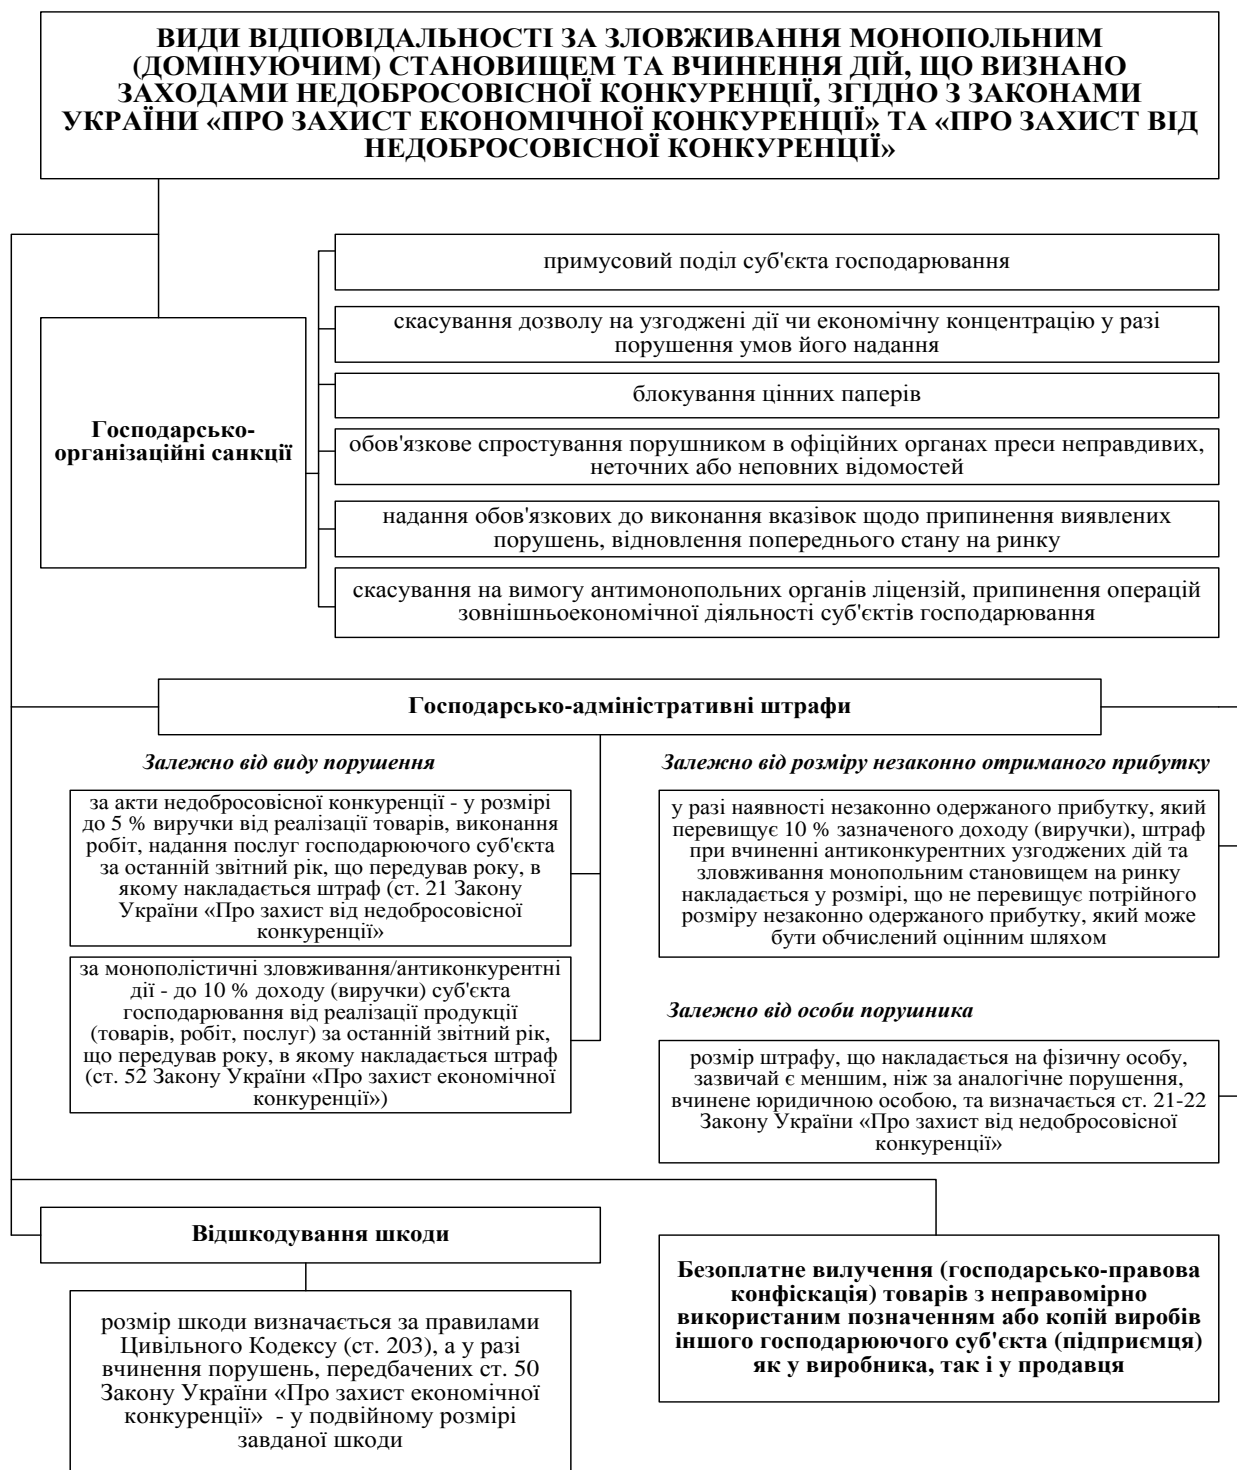 ВИДИ ВІДПОВІДАЛЬНОСТІ ЗА ЗЛОВЖИВАННЯ МОНОПОЛЬНИМ
(ДОМІНУЮЧИМ) СТАНОВИЩЕМ ТА ВЧИНЕННЯ ДІЙ, ЩО ВИЗНАНО
ЗАХОДАМИ НЕДОБРОСОВІСНОЇ КОНКУРЕНЦІЇ, ЗГІДНО З ЗАКОНАМИ
УКРАЇНИ «ПРО ЗАХИСТ ЕКОНОМІЧНОЇ КОНКУРЕНЦІЇ» ТА «ПРО ЗАХИСТ ВІД
НЕДОБРОСОВІСНОЇ КОНКУРЕНЦІЇ»
Господарсько-
організаційні санкції
примусовий поділ суб'єкта господарювання
скасування дозволу на узгоджені дії чи економічну концентрацію у разі
порушення умов його надання
блокування цінних паперів
обов'язкове спростування порушником в офіційних органах преси неправдивих,
неточних або неповних відомостей
надання обов'язкових до виконання вказівок щодо припинення виявлених
порушень, відновлення попереднього стану на ринку
скасування на вимогу антимонопольних органів ліцензій, припинення операцій
зовнішньоекономічної діяльності суб'єктів господарювання
Господарсько-адміністративні штрафи
Залежно від виду порушення
за акти недобросовісної конкуренції - у розмірі
до 5 % виручки від реалізації товарів, виконання
робіт, надання послуг господарюючого суб'єкта
за останній звітний рік, що передував року, в
якому накладається штраф (ст. 21 Закону
України «Про захист від недобросовісної
конкуренції»
за монополістичні зловживання/антиконкурентні
дії - до 10 % доходу (виручки) суб'єкта
господарювання від реалізації продукції
(товарів, робіт, послуг) за останній звітний рік,
що передував року, в якому накладається штраф
(ст. 52 Закону України «Про захист економічної
конкуренції»)
Залежно від розміру незаконно отриманого прибутку
у разі наявності незаконно одержаного прибутку, який
перевищує 10 % зазначеного доходу (виручки), штраф
при вчиненні антиконкурентних узгоджених дій та
зловживання монопольним становищем на ринку
накладається у розмірі, що не перевищує потрійного
розміру незаконно одержаного прибутку, який може
бути обчислений оцінним шляхом
Залежно від особи порушника
розмір штрафу, що накладається на фізичну особу,
зазвичай є меншим, ніж за аналогічне порушення,
вчинене юридичною особою, та визначається ст. 21-22
Закону України «Про захист від недобросовісної
конкуренції»
Відшкодування шкоди
розмір шкоди визначається за правилами
Цивільного Кодексу (ст. 203), а у разі
вчинення порушень, передбачених ст. 50
Закону України «Про захист економічної
конкуренції» - у подвійному розмірі
завданої шкоди
Безоплатне вилучення (господарсько-правова
конфіскація) товарів з неправомірно
використаним позначенням або копій виробів
іншого господарюючого суб'єкта (підприємця)
як у виробника, так і у продавця